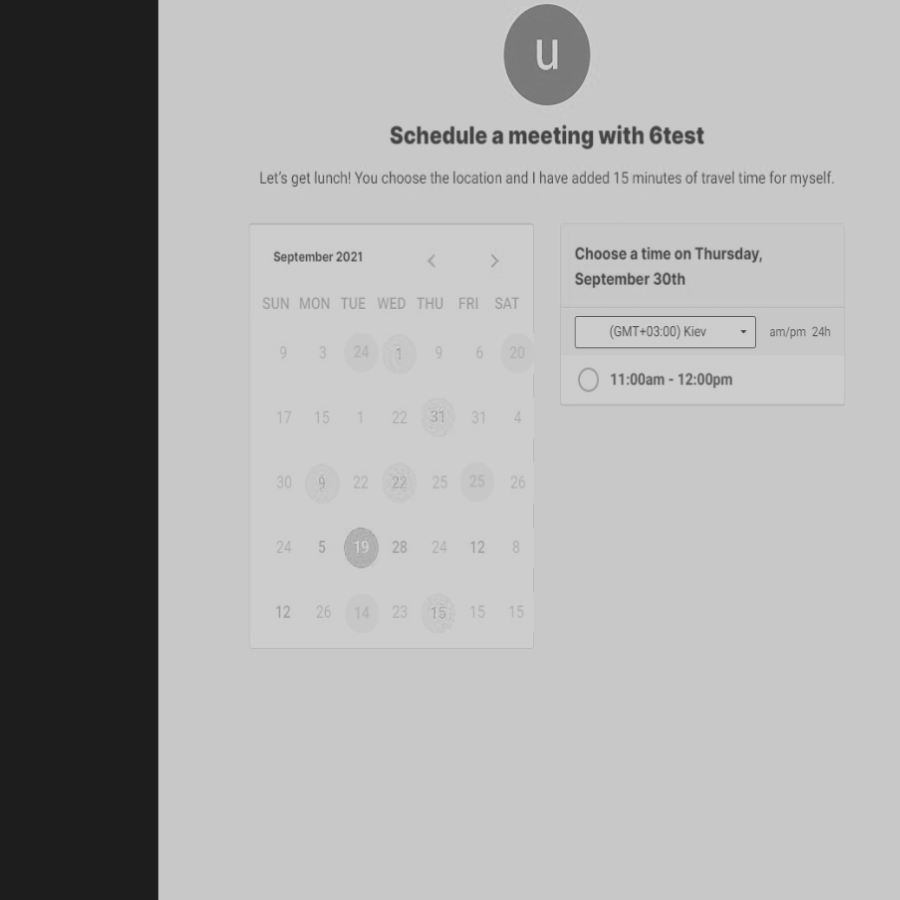 u
Schedule a meeting with 6test
Let's get lunch! You choose the location and I have added 15 minutes of travel time for myself.
September 2021
SUN MON TUE WED THU FRI SAT
9 3 24 1 9 6 20
17 15 1 22 31 31 4
30 9 22 22 25 25 26
24 5 19 28 24 12 8
12 26 14 23 15 15 15
Choose a time on Thursday,
September 30th
(GMT+03:00) Kiev am/pm 24h
11:00am - 12:00pm